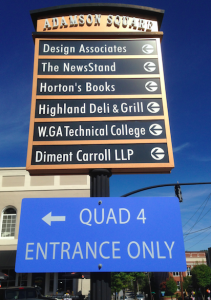 ADAMSON SQUARE
Design Associates
The NewsStand
Horton's Books
Highland Deli & Grill
W.GA Technical College
Diment Carroll LLP
QUAD 4
ENTRANCE ONLY